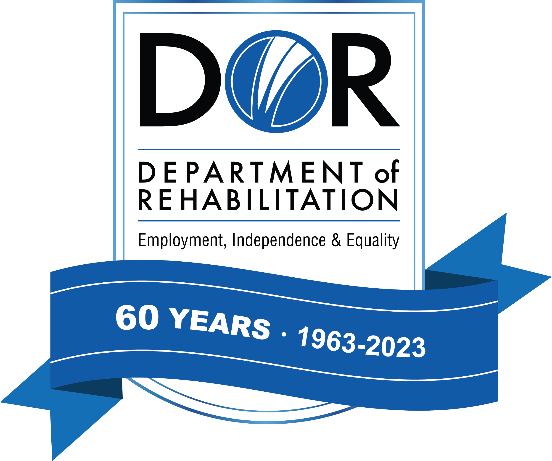 DOR
DEPARTMENT of
REHABILITATION
Employment, Independence & Equality
60 YEARS · 1963-2023